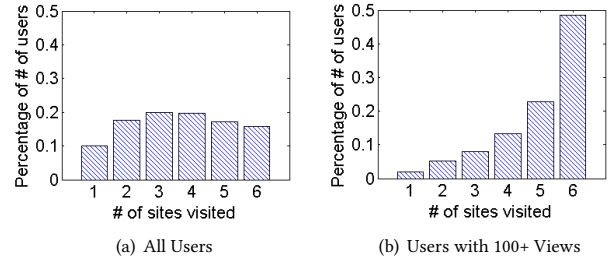 Percentage of # of users
0.5
0.4
0.3
0.2
0.1
0
1 2 3 4 5 6
# of sites visited
(a) All Users
Percentage of # of users
0.5
0.4
0.3
0.2
0.1
0
1 2 3 4 5 6
# of sites visited
(b) Users with 100+ Views